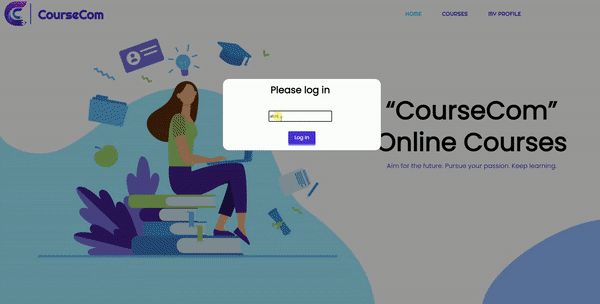 CourseCom
HOME
COURSES
MY PROFILE
Please log in
Log in
“CourseCom”
Online Courses
Aim for the future. Pursue your passion. Keep learning.